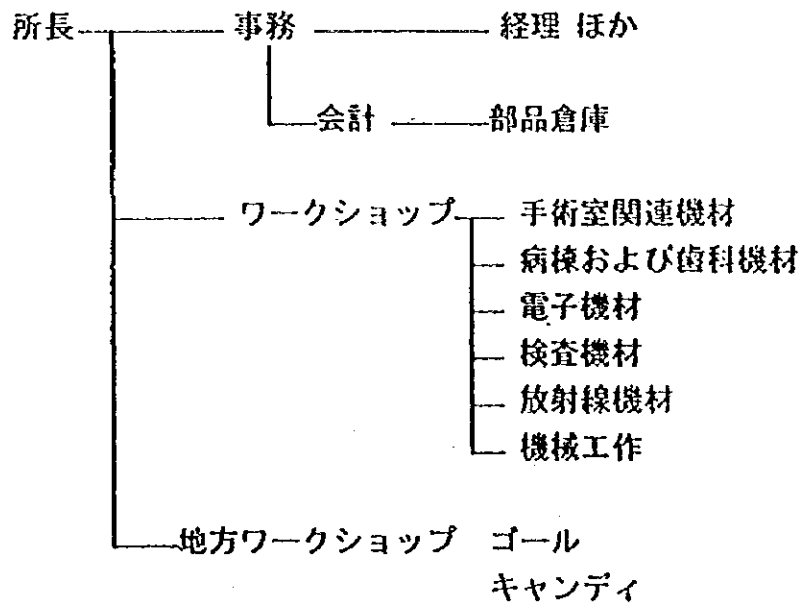 所長 事務 経理 ほか
会計 部品倉庫
ワークショップ 手術室関連機材
病棟および歯科機材
電子機材
検査機材
放射線機材
機械工作
地方ワークショップ ゴール
キャンディ